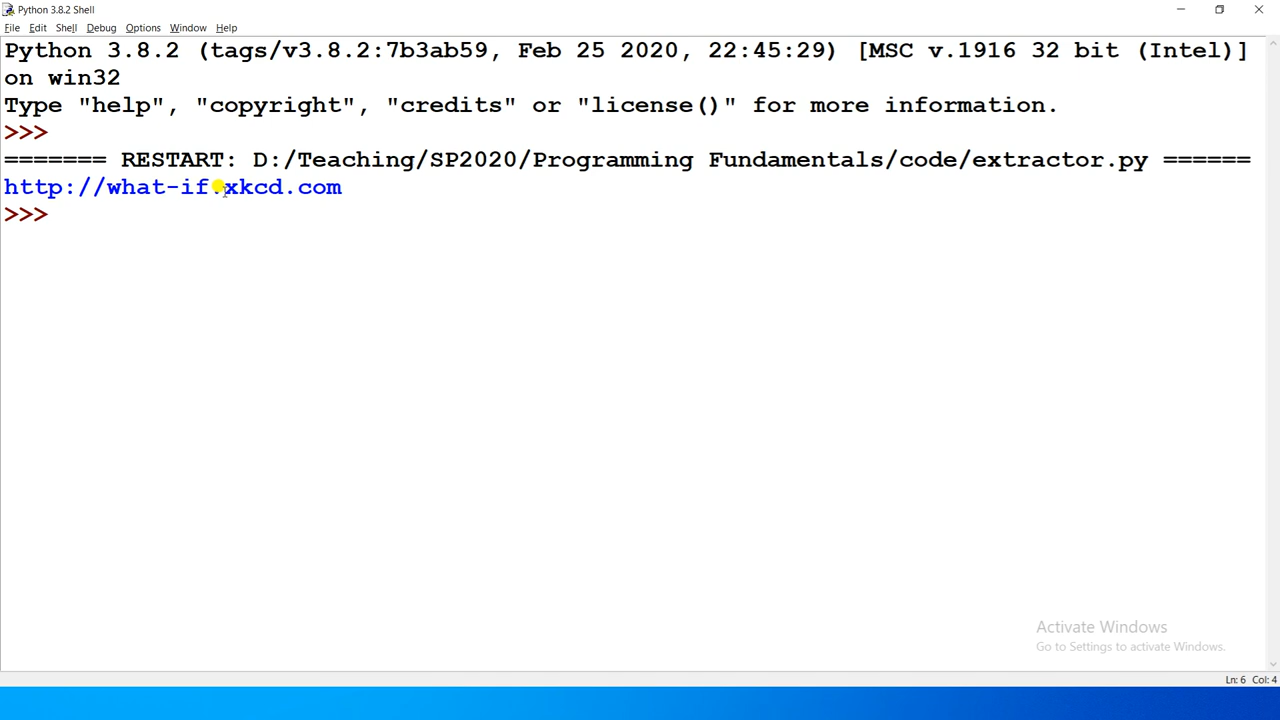 Python 3.8.2 Shell
File Edit Shell Debug Options Window Help
Python 3.8.2 (tags/v3.8.2:7b3ab59, Feb 25 2020, 22:45:29) [MSC v.1916 32 bit (Intel)]
on win32
Type "help", "copyright", "credits" or "license()" for more information.
>>>
======= RESTART: D:/Teaching/SP2020/Programming Fundamentals/code/extractor.py ======
http://what-if.xkcd.com
>>>
Activate Windows
Go to Settings to activate Windows.
Ln: 6 Col: 4